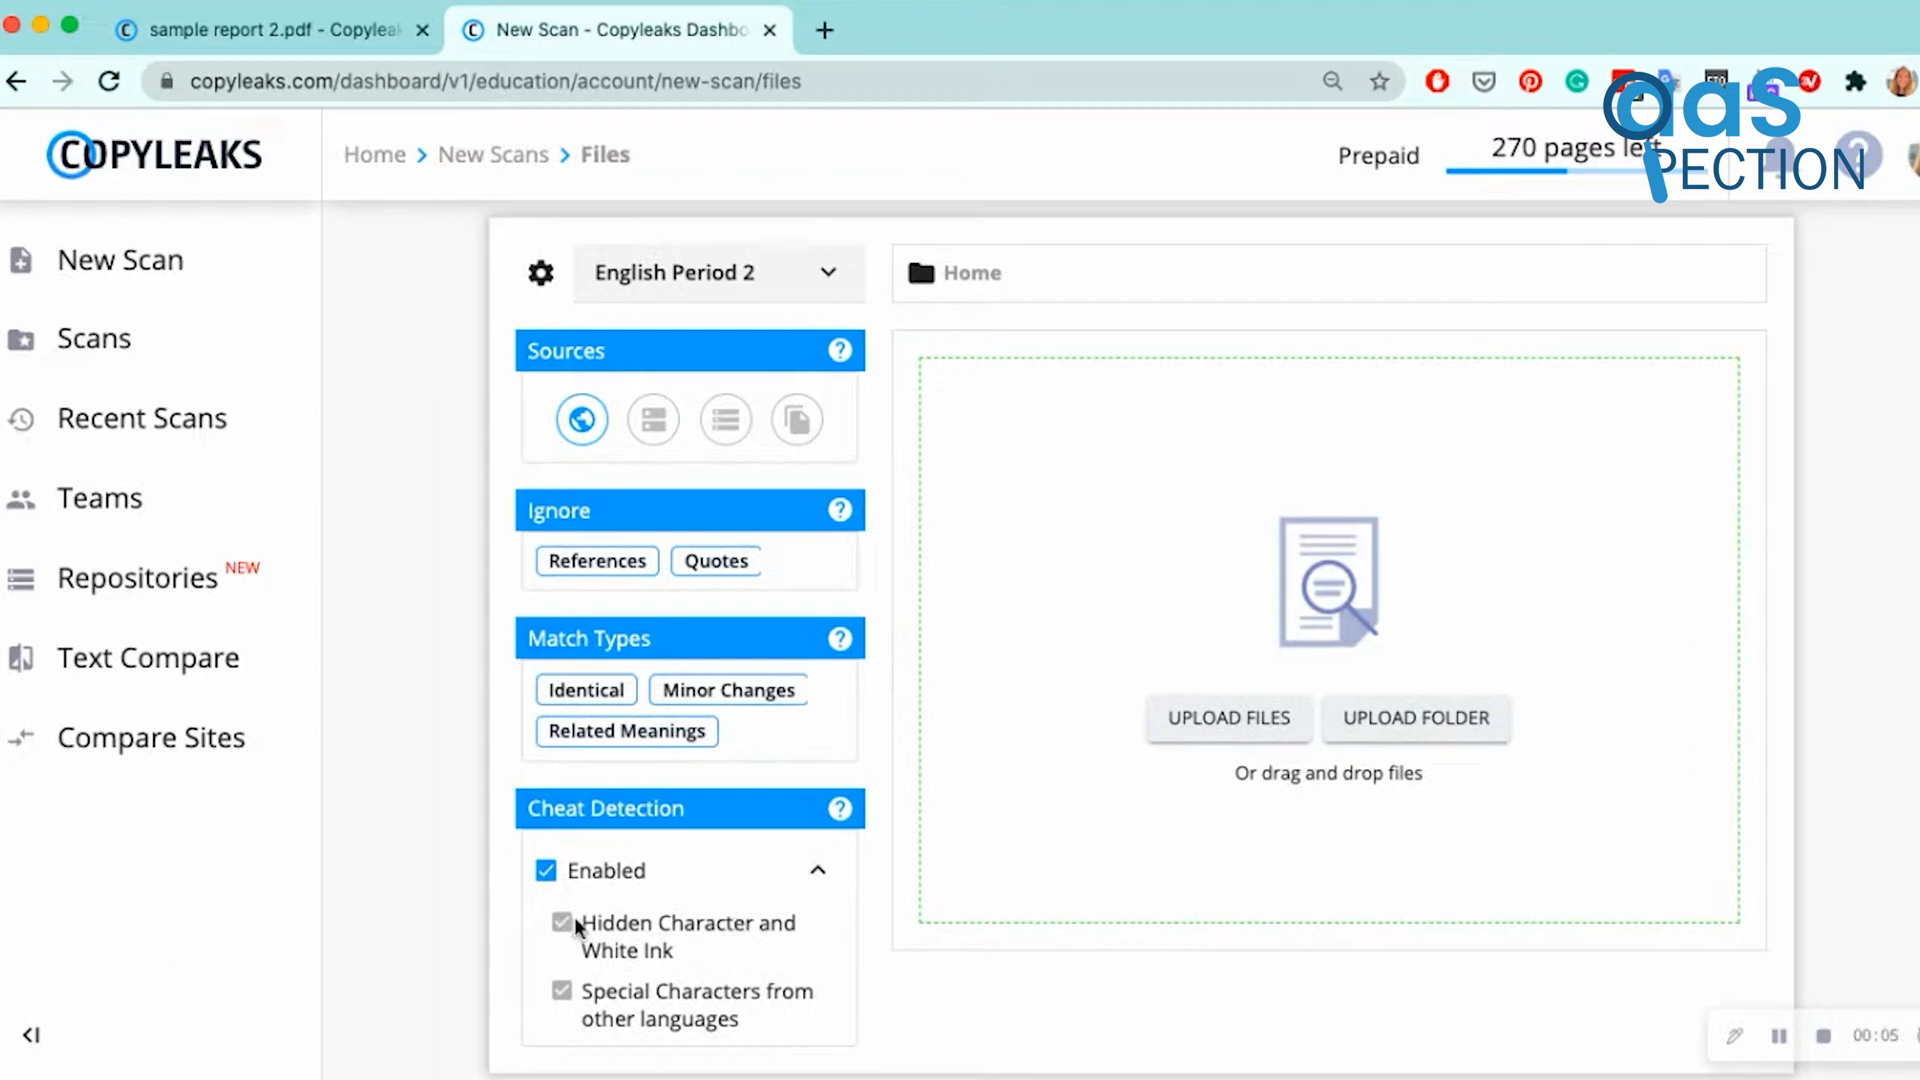 sample report 2.pdf - Copyleak
New Scan - Copyleaks Dashbo
copyleaks.com/dashboard/v1/education/account/new-scan/files
COPYLEAKS
Home > New Scans > Files
Prepaid
270 pages left
aas
PECTION
New Scan
Scans
Recent Scans
Teams
Repositories NEW
Text Compare
Compare Sites
English Period 2
Sources ?
Ignore ?
References Quotes
Match Types ?
Identical Minor Changes
Related Meanings
Cheat Detection ?
Enabled
Hidden Character and
White Ink
Special Characters from
other languages
Home
UPLOAD FILES UPLOAD FOLDER
Or drag and drop files
00:05